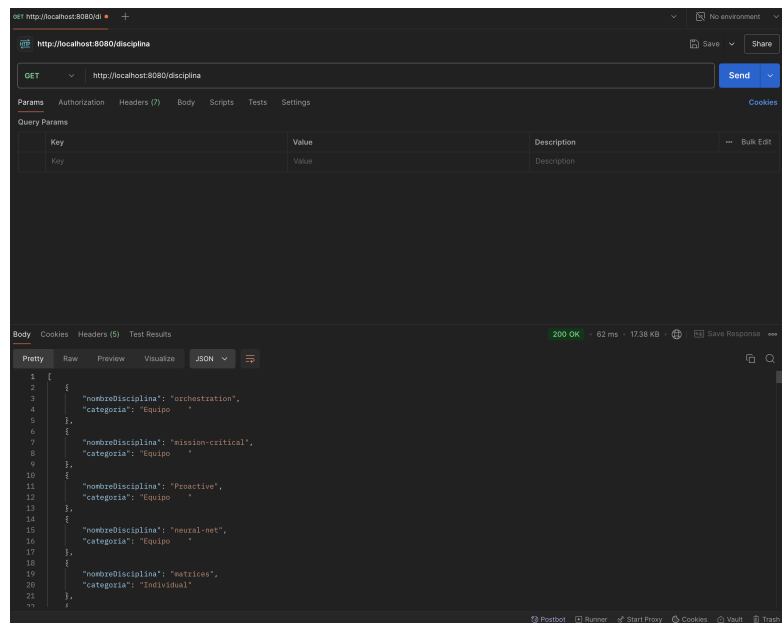 GET http://localhost:8080/di
No environment
HTTP http://localhost:8080/disciplina
Save Share
GET http://localhost:8080/disciplina Send
Params Authorization Headers (7) Body Scripts Tests Settings Cookies
Query Params
Key Value Description ••• Bulk Edit
Key Value Description
Body Cookies Headers (5) Test Results 200 OK • 62 ms • 17.38 KB Save Response •••
Pretty Raw Preview Visualize JSON
1 [
2 {
3 "nombreDisciplina": "orchestration",
4 "categoria": "Equipo    "
5 },
6 {
7 "nombreDisciplina": "mission-critical",
8 "categoria": "Equipo    "
9 },
10 {
11 "nombreDisciplina": "Proactive",
12 "categoria": "Equipo    "
13 },
14 {
15 "nombreDisciplina": "neural-net",
16 "categoria": "Equipo    "
17 },
18 {
19 "nombreDisciplina": "matrices",
20 "categoria": "Individual"
21 },
22 {
Postbot Runner Start Proxy Cookies Vault Trash